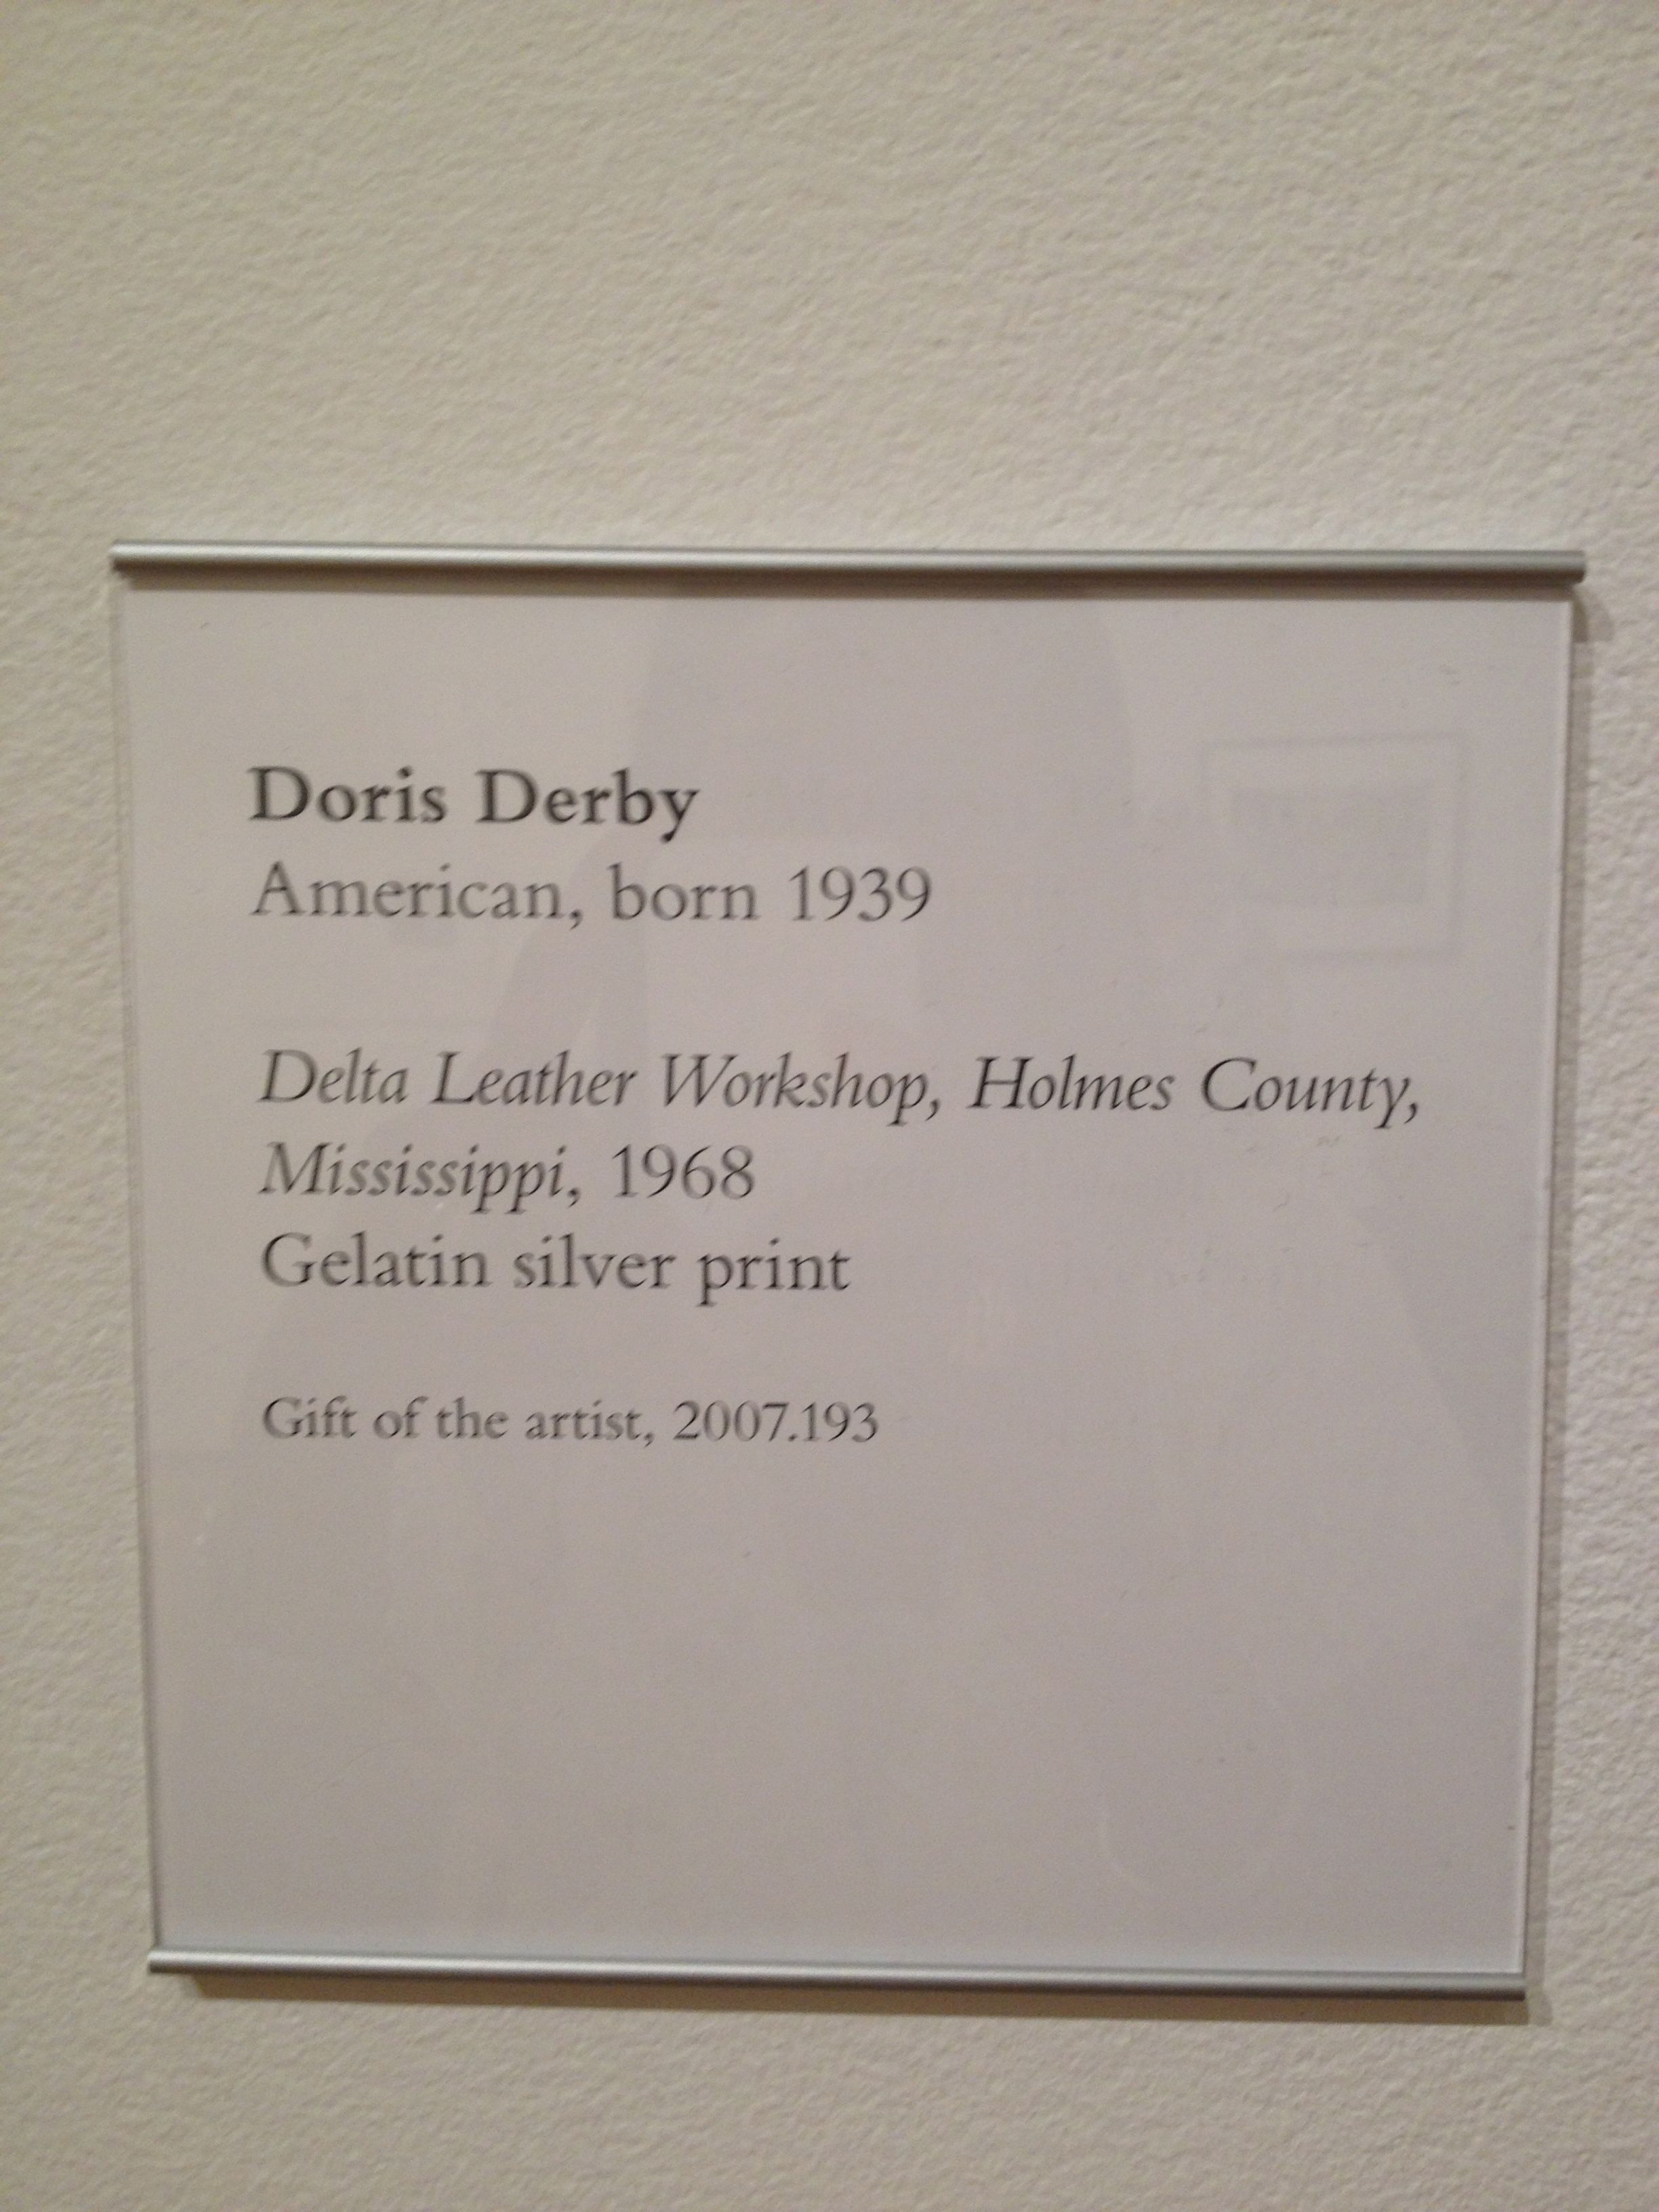 Doris Derby
American, born 1939
Delta Leather Workshop, Holmes County,
Mississippi, 1968
Gelatin silver print
Gift of the artist, 2007.193